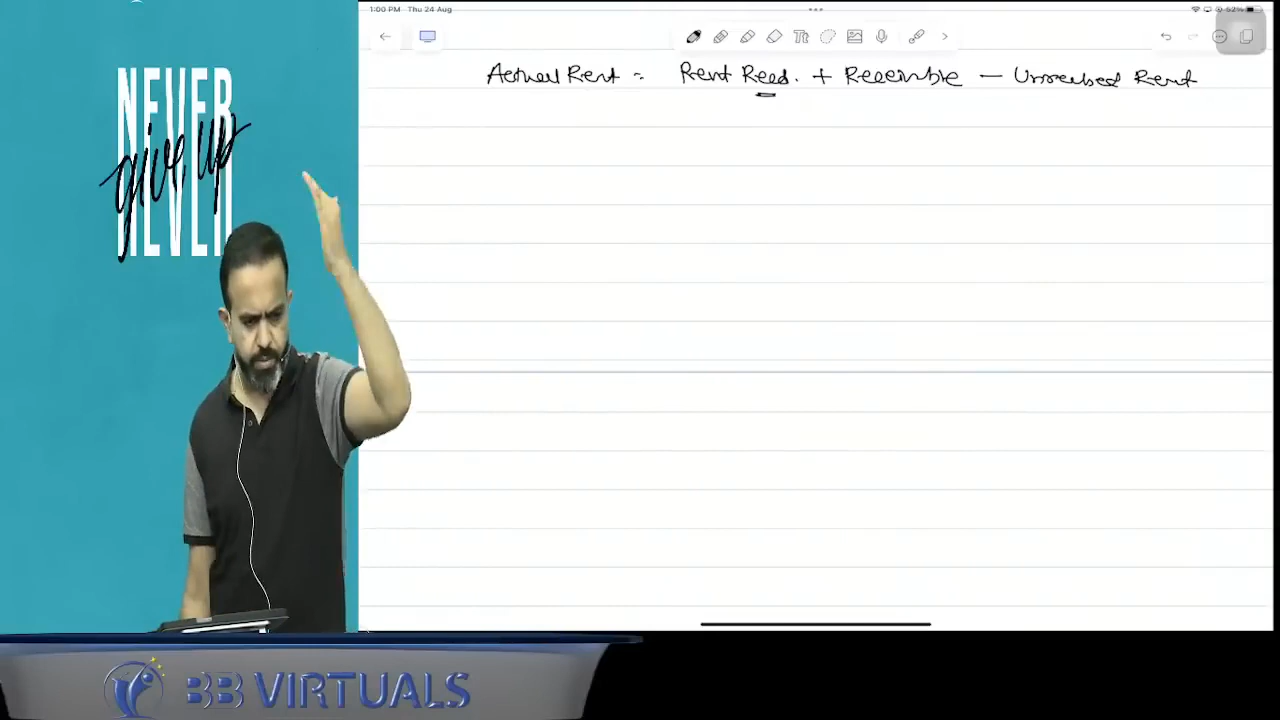 1:00 PM Thu 24 Aug
52%
NEVER
give up
NEVER
Actual Rent = Rent Recd. + Receivable — Unrealised Rent
BB VIRTUALS